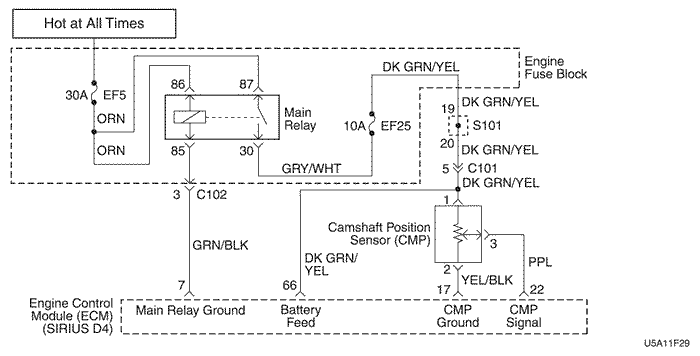 Hot at All Times
Engine
Fuse Block
DK GRN/YEL
30A
EF5
86
87
ORN
Main
Relay
10A
EF25
19
DK GRN/YEL
S101
20
DK GRN/YEL
ORN
85
30
GRY/WHT
5
C101
DK GRN/YEL
3
C102
1
Camshaft Position
Sensor (CMP)
3
GRN/BLK
DK GRN/
YEL
2
YEL/BLK
PPL
7
66
17
22
Engine Control
Module (ECM)
(SIRIUS D4)
Main Relay Ground
Battery
Feed
CMP
Ground
CMP
Signal
U5A11F29